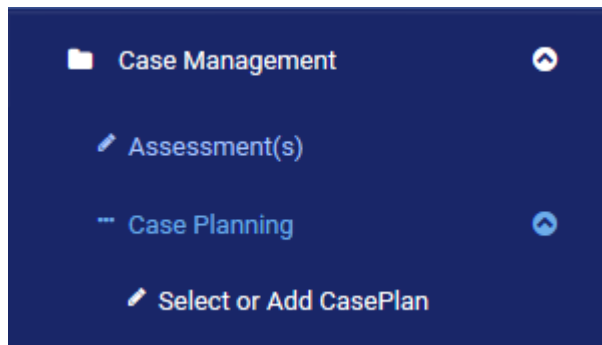 Case Management
Assessment(s)
Case Planning
Select or Add CasePlan